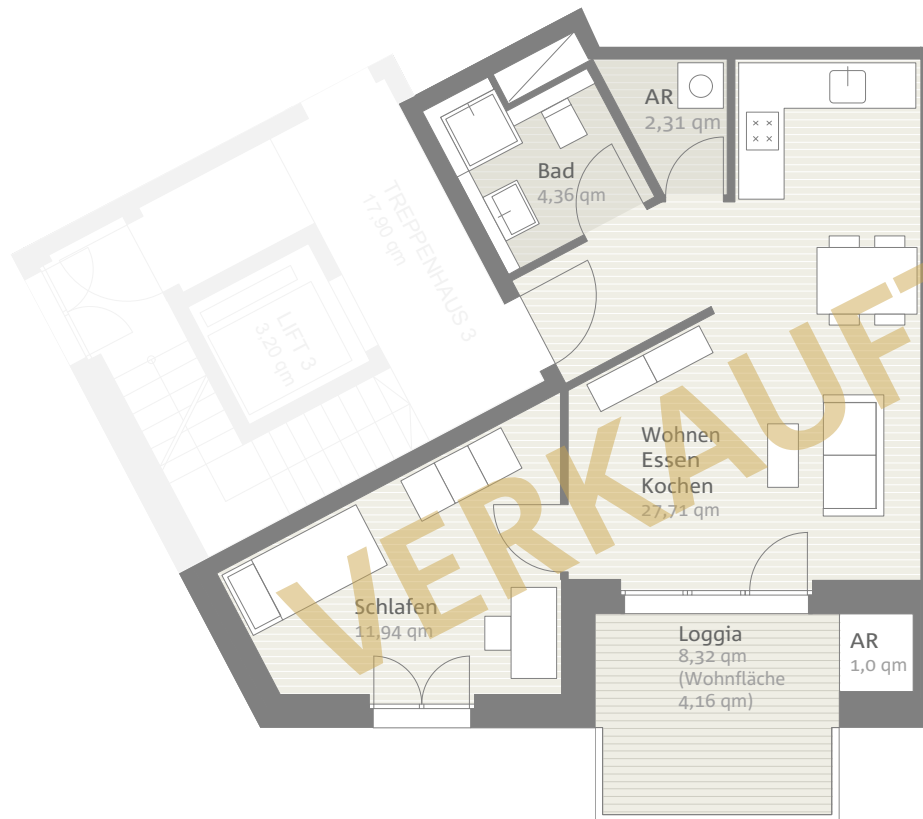 AR
2,31 qm
Bad
4,36 qm
TREPPENHAUS 3
17,90 qm
LIFT 3
3,20 qm
Wohnen
Essen
Kochen
27,71 qm
VERKAUFT
Schlafen
11,94 qm
Loggia
8,32 qm
(Wohnfläche
4,16 qm)
AR
1,0 qm